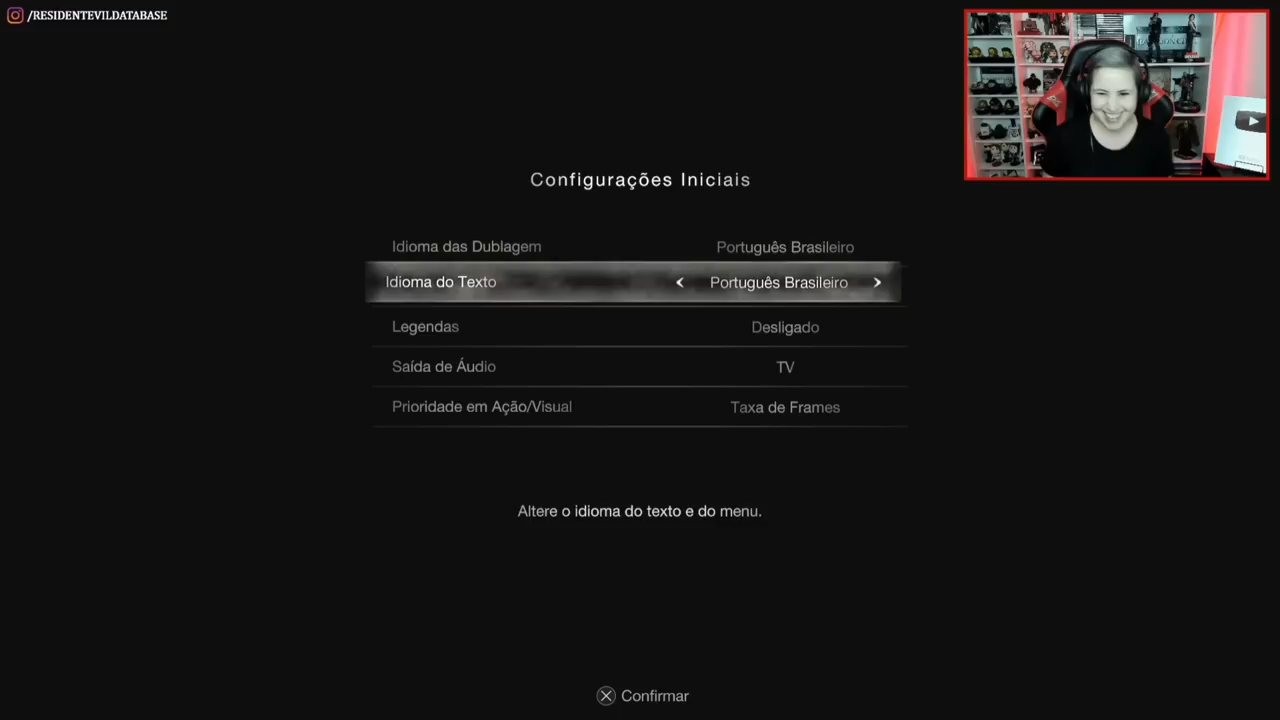 /RESIDENTEVILDATABASE
Configurações Iniciais
Idioma das Dublagem Português Brasileiro
Idioma do Texto Português Brasileiro
Legendas Desligado
Saída de Áudio TV
Prioridade em Ação/Visual Taxa de Frames
Altere o idioma do texto e do menu.
Confirmar